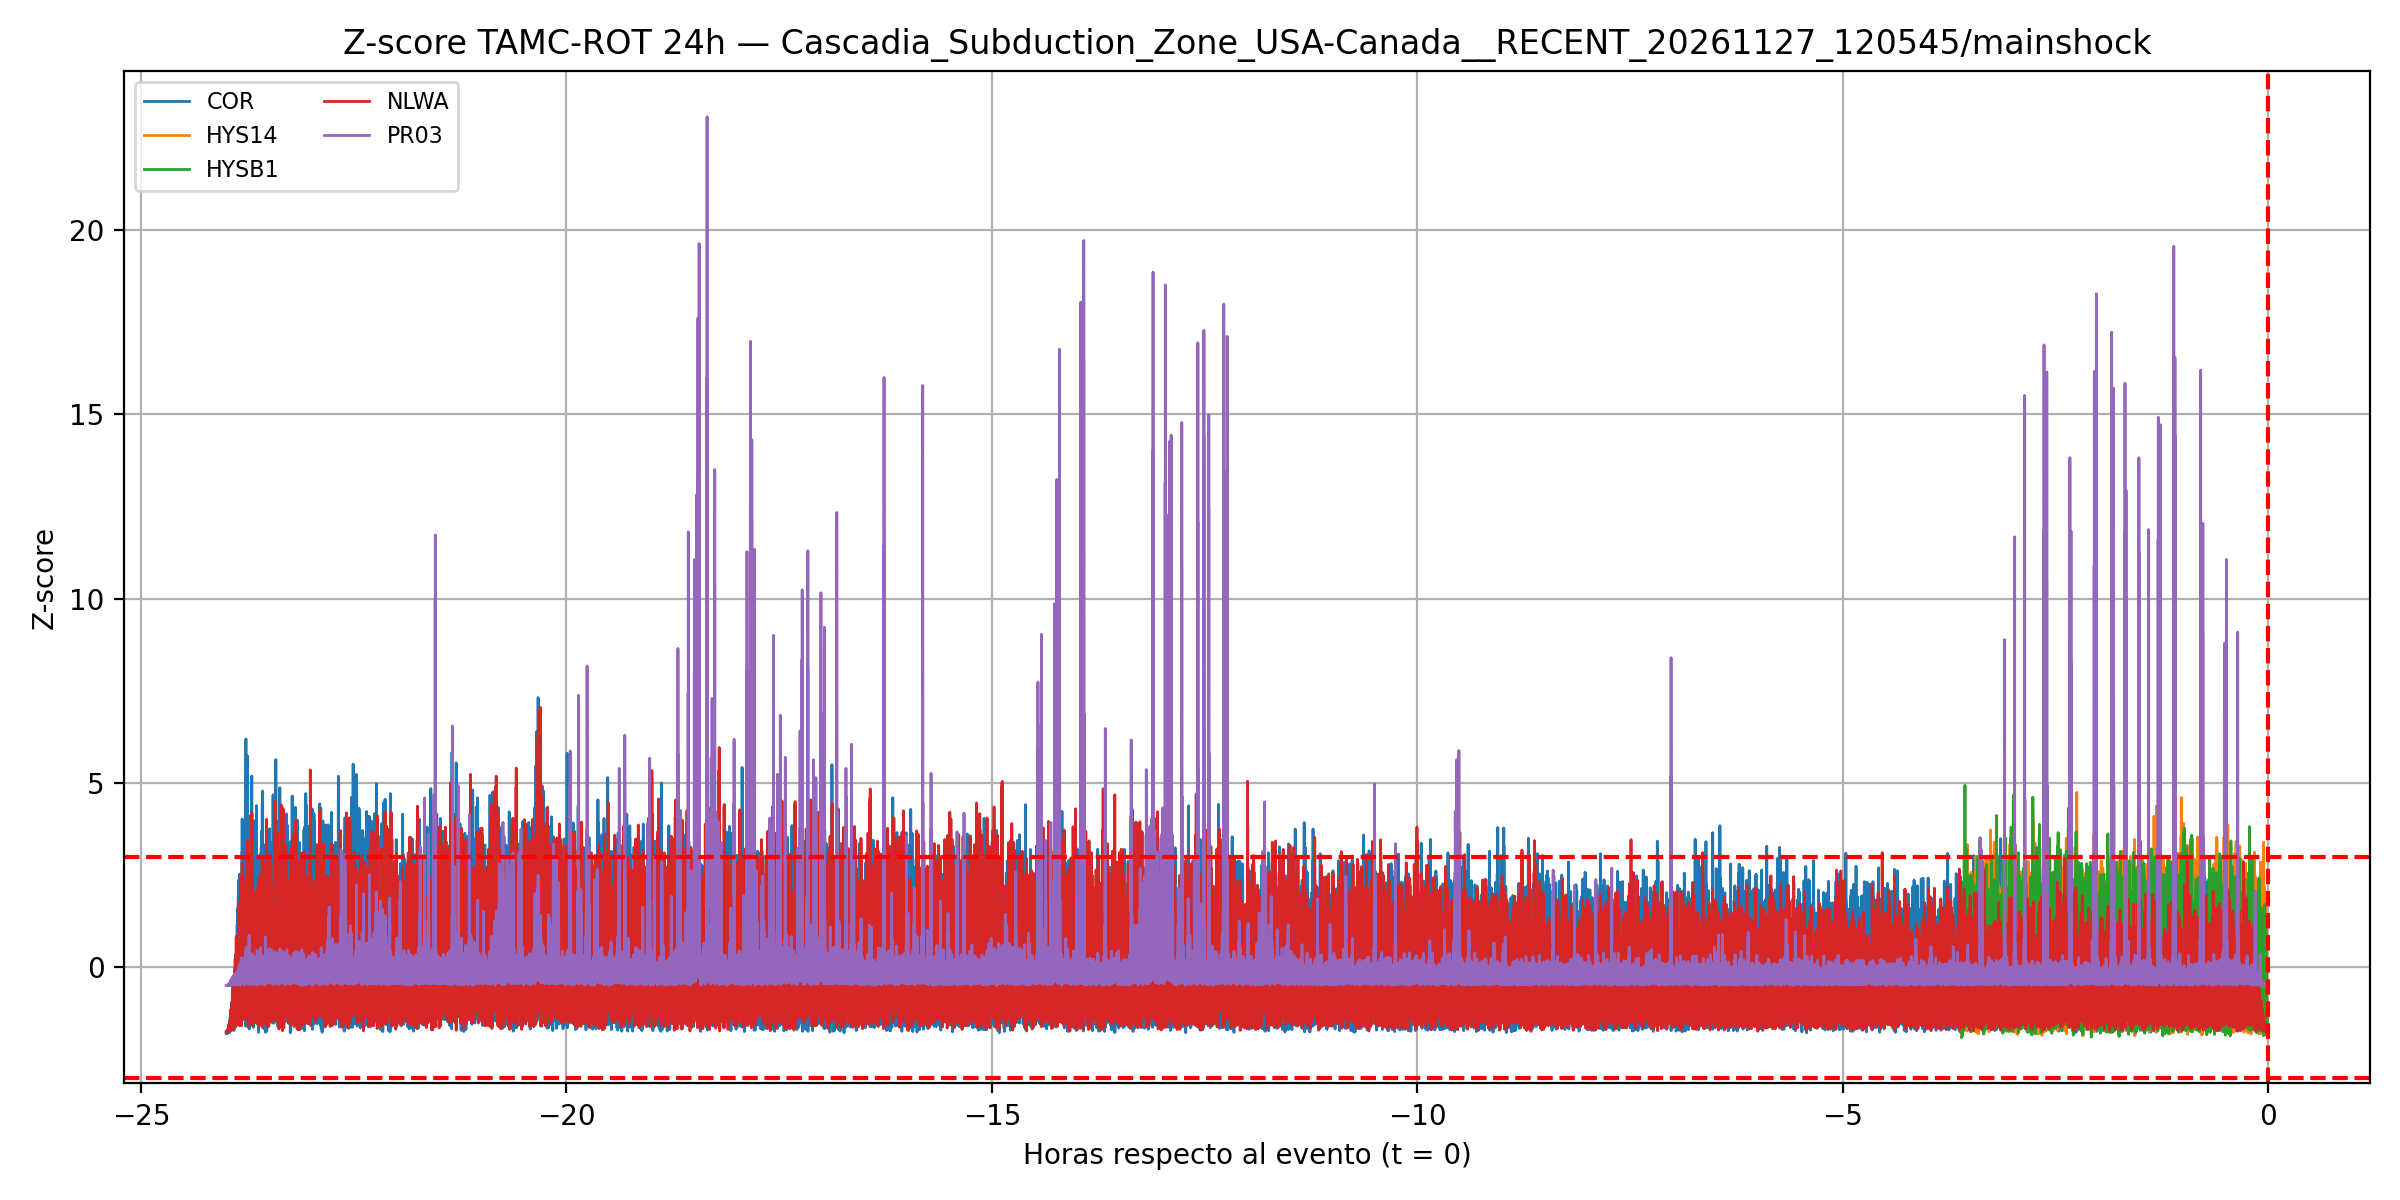 Z-score TAMC-ROT 24h — Cascadia_Subduction_Zone_USA-Canada__RECENT_20261127_120545/mainshock
COR
HYS14
HYSB1
NLWA
PR03
Z-score
20
15
10
5
0
−25
−20
−15
−10
−5
0
Horas respecto al evento (t = 0)